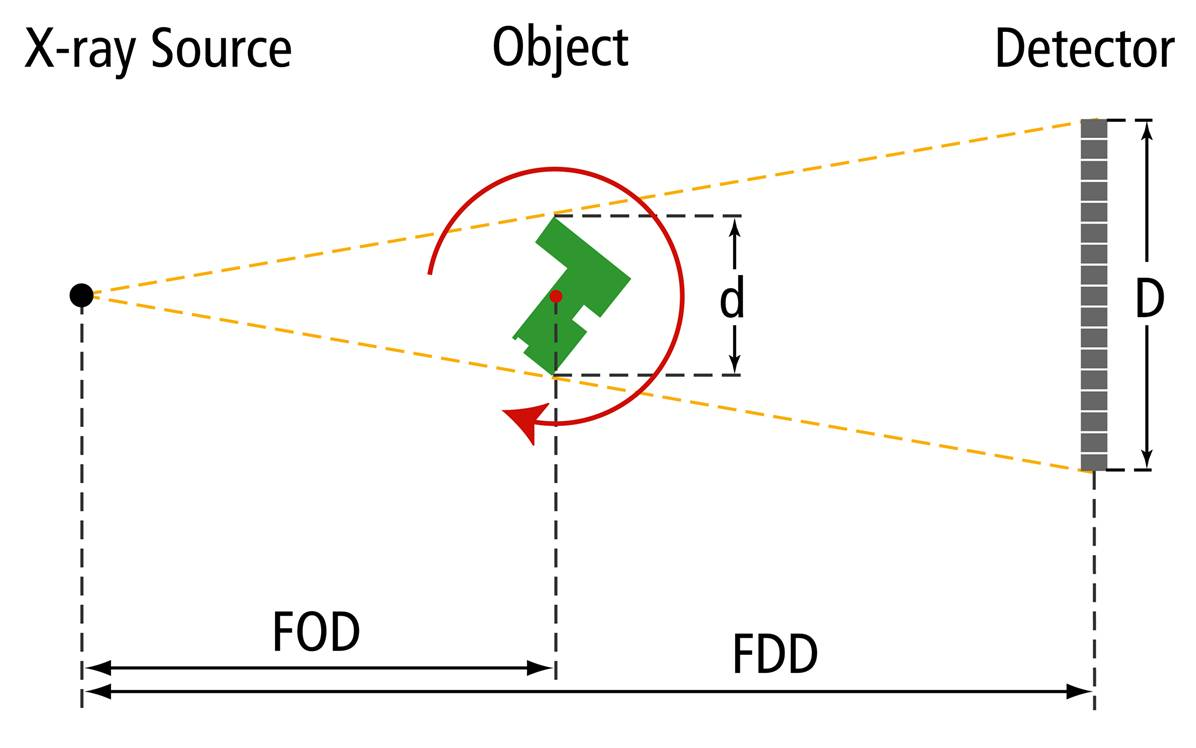 X-ray Source
Object
Detector
d
D
FOD
FDD